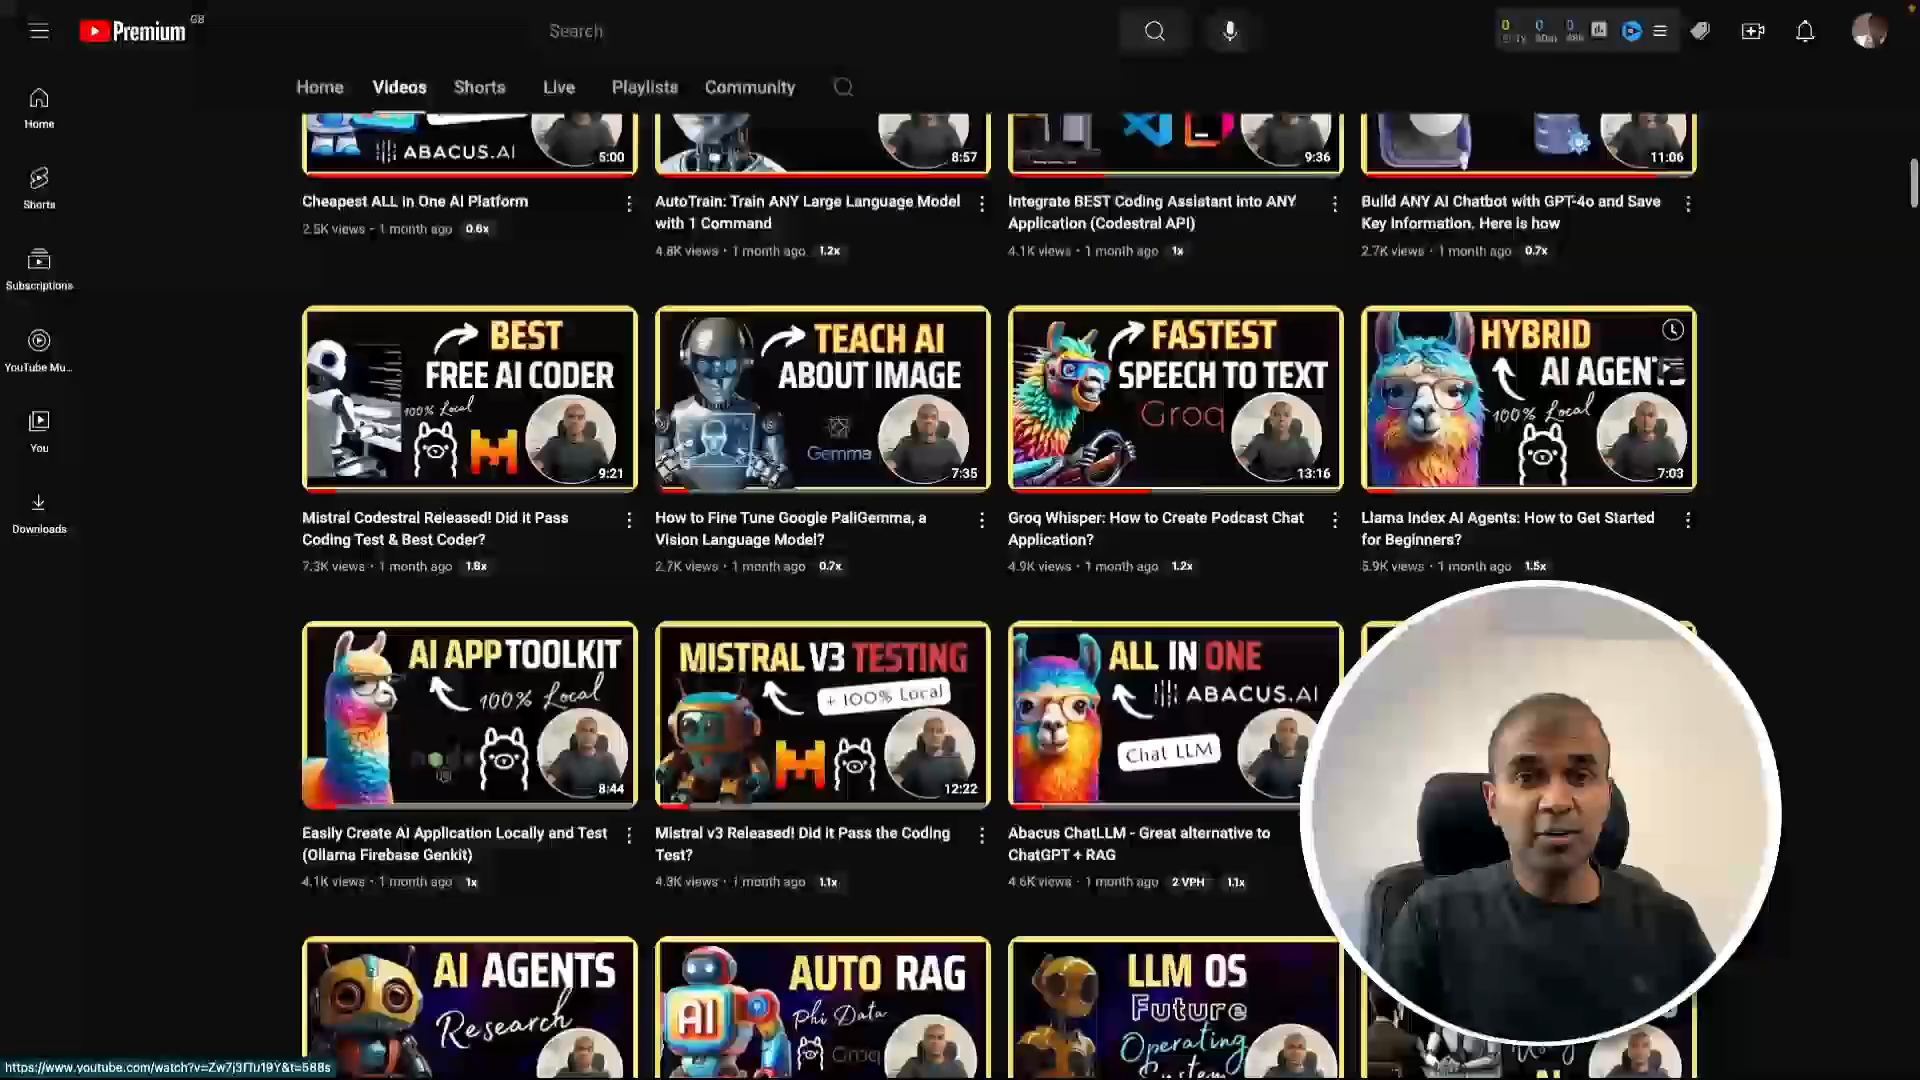 Premium GB
Search
Home Videos Shorts Live Playlists Community
Home
Shorts
Subscriptions
YouTube Mu...
You
Downloads
ABACUS.AI
5:00
8:57
9:36
11:06
Cheapest ALL in One AI Platform
2.5K views • 1 month ago 0.6x
AutoTrain: Train ANY Large Language Model
with 1 Command
4.8K views • 1 month ago 1.2x
Integrate BEST Coding Assistant into ANY
Application (Codestral API)
4.1K views • 1 month ago 1x
Build ANY AI Chatbot with GPT-4o and Save
Key Information. Here is how
2.7K views • 1 month ago 0.7x
BEST
FREE AI CODER
100% Local
9:21
TEACH AI
ABOUT IMAGE
Gemma
7:35
FASTEST
SPEECH TO TEXT
Groq
13:16
HYBRID
AI AGENTS
100% Local
7:03
Mistral Codestral Released! Did it Pass
Coding Test & Best Coder?
7.3K views • 1 month ago 1.8x
How to Fine Tune Google PaliGemma, a
Vision Language Model?
2.7K views • 1 month ago 0.7x
Groq Whisper: How to Create Podcast Chat
Application?
4.9K views • 1 month ago 1.2x
Llama Index AI Agents: How to Get Started
for Beginners?
5.9K views • 1 month ago 1.5x
AI APP TOOLKIT
100% Local
8:44
MISTRAL V3 TESTING
+ 100% Local
12:22
ALL IN ONE
ABACUS.AI
Chat LLM
Easily Create AI Application Locally and Test
(Ollama Firebase Genkit)
4.1K views • 1 month ago 1x
Mistral v3 Released! Did it Pass the Coding
Test?
4.3K views • 1 month ago 1.1x
Abacus ChatLLM - Great alternative to
ChatGPT + RAG
4.6K views • 1 month ago 2 VPH 1.1x
AI AGENTS
Research
AI
AUTO RAG
Phi Data
Groq
LLM OS
Future
Operating
System